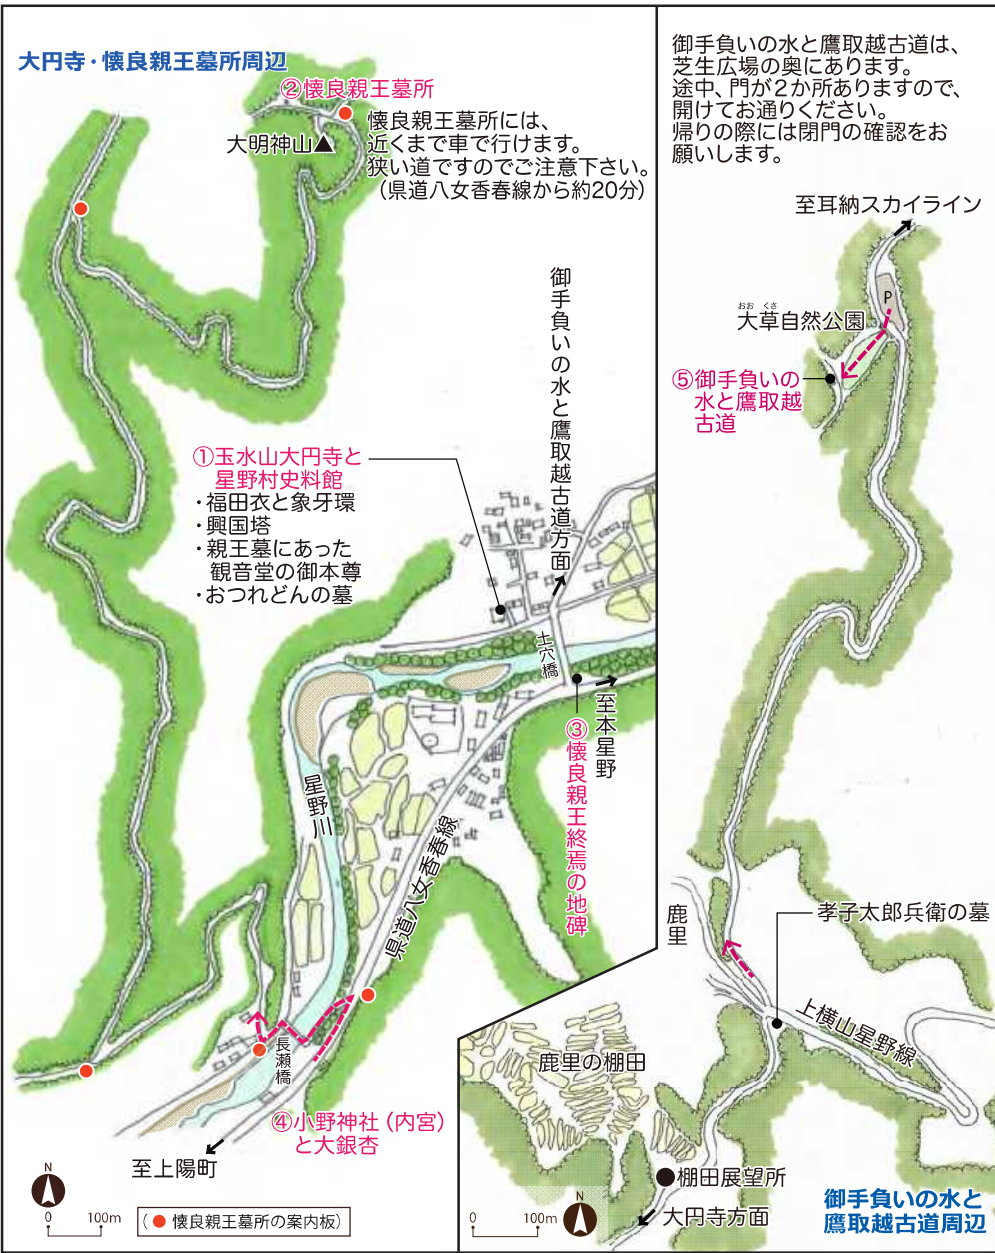 大円寺・懐良親王墓所周辺
②懐良親王墓所
大明神山
懐良親王墓所には、
近くまで車で行けます。
狭い道ですのでご注意下さい。
（県道八女香春線から約20分）
御手負いの水と鷹取越古道方面
①玉水山大円寺と
星野村史料館
・福田衣と象牙環
・興国塔
・親王墓にあった
観音堂の御本尊
・おつれどんの墓
土穴橋
至本星野
③懐良親王終焉の地碑
星野川
県道八女香春線
長瀬橋
④小野神社（内宮）
と大銀杏
至上陽町
N
0 100m
（● 懐良親王墓所の案内板）
御手負いの水と鷹取越古道は、
芝生広場の奥にあります。
途中、門が２か所ありますので、
開けてお通りください。
帰りの際には閉門の確認をお
願いします。
至耳納スカイライン
P
おお くさ
大草自然公園
⑤御手負いの
水と鷹取越
古道
鹿里
孝子太郎兵衛の墓
上横山星野線
鹿里の棚田
棚田展望所
大円寺方面
N
0 100m
御手負いの水と
鷹取越古道周辺